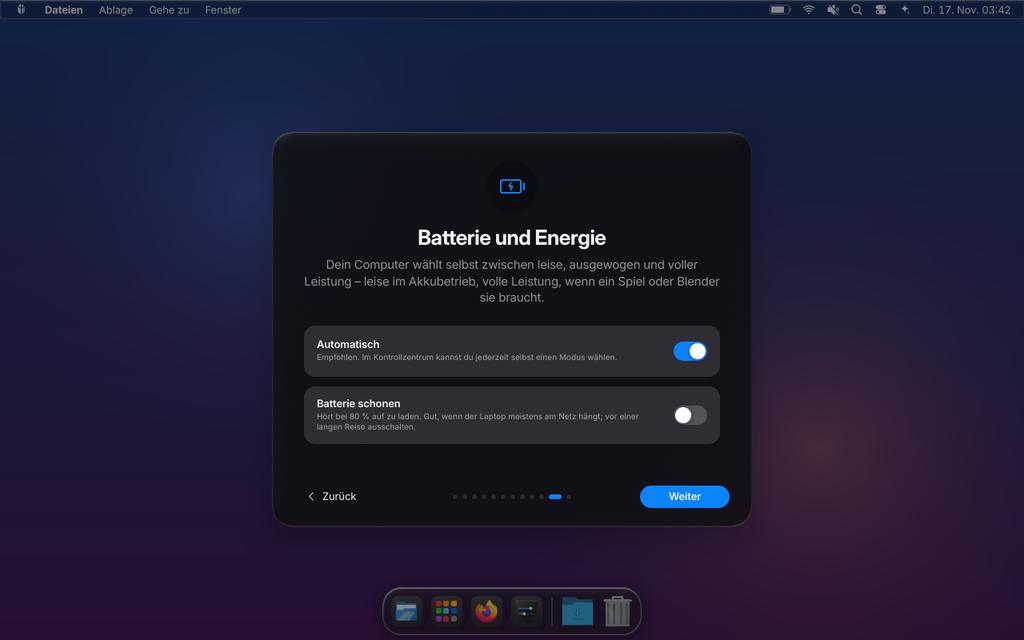 Dateien Ablage Gehe zu Fenster Di. 17. Nov. 03:42
Batterie und Energie
Dein Computer wählt selbst zwischen leise, ausgewogen und voller
Leistung – leise im Akkubetrieb, volle Leistung, wenn ein Spiel oder Blender
sie braucht.
Automatisch
Empfohlen. Im Kontrollzentrum kannst du jederzeit selbst einen Modus wählen.
Batterie schonen
Hört bei 80 % auf zu laden. Gut, wenn der Laptop meistens am Netz hängt; vor einer
langen Reise ausschalten.
Zurück
Weiter